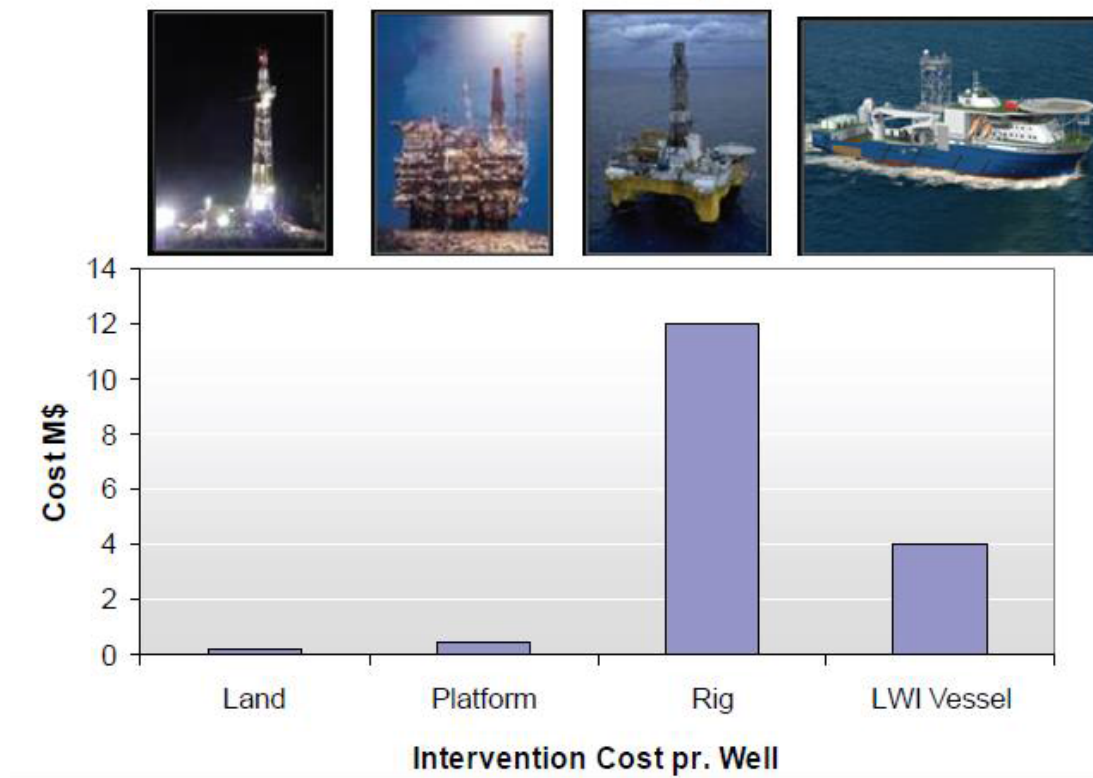 14
12
10
8
6
4
2
0
Cost M$
Land Platform Rig LWI Vessel
Intervention Cost pr. Well